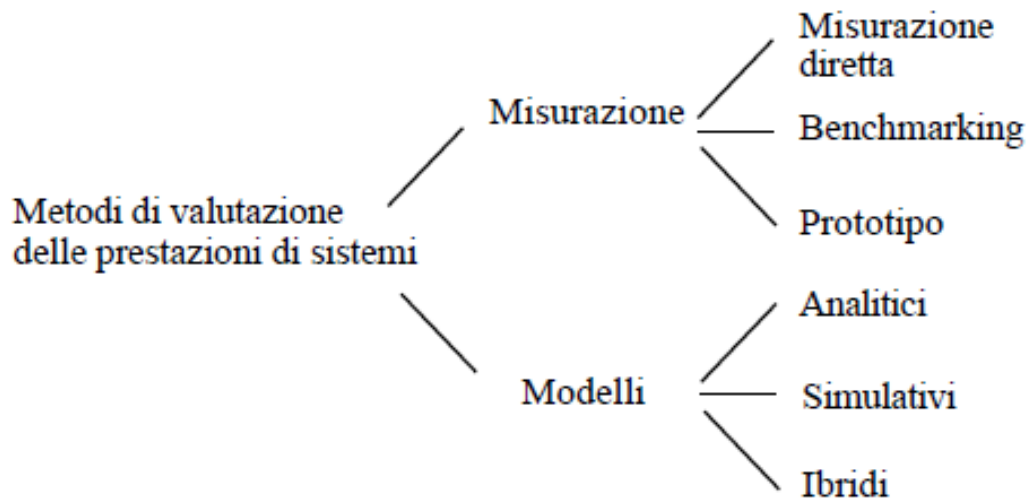 Metodi di valutazione
delle prestazioni di sistemi
Misurazione
Misurazione
diretta
Benchmarking
Prototipo
Modelli
Analitici
Simulativi
Ibridi